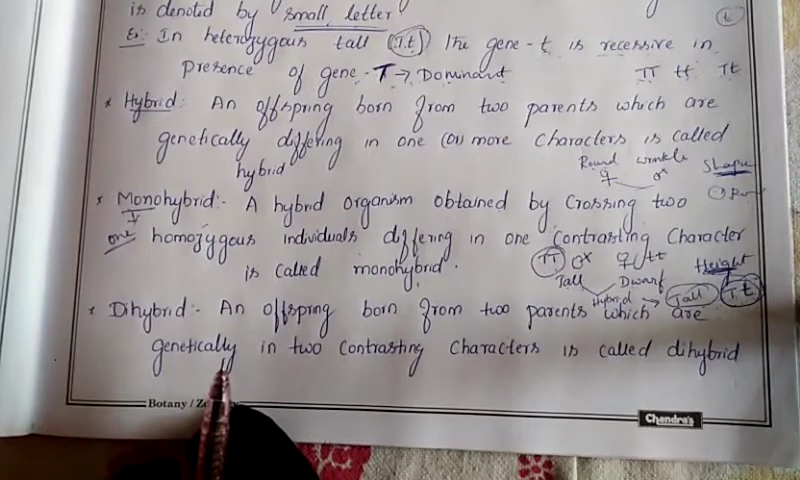 is denoted by small letter
t
Ex:- In heterozygous tall (T.t) The gene-t is recessive in
presence of gene-T → Dominant TT tt Tt
* Hybrid: An offspring born from two parents which are
genetically differing in one (or) more characters is called
hybrid
Round wrinkle Shape
♀ ♂
* Monohybrid:- A hybrid organism obtained by crossing two
one homozygous individuals differing in one contrasting character
is called monohybrid.
TT ♂ × ♀ tt Height
Tall Dwarf
Hybrid → Tall T.t
* Dihybrid:- An offspring born from two parents which are
genetically in two contrasting characters is called dihybrid
Botany /
Chandra's